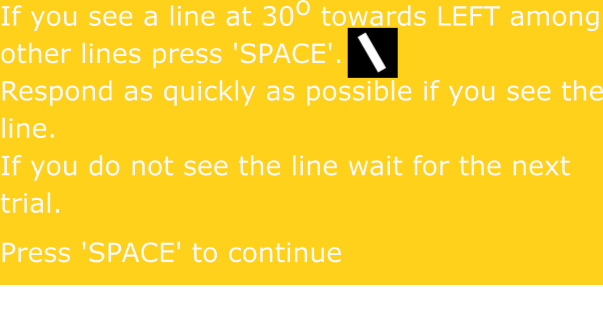 If you see a line at 30º towards LEFT among
other lines press 'SPACE'.
Respond as quickly as possible if you see the
line.
If you do not see the line wait for the next
trial.
Press 'SPACE' to continue